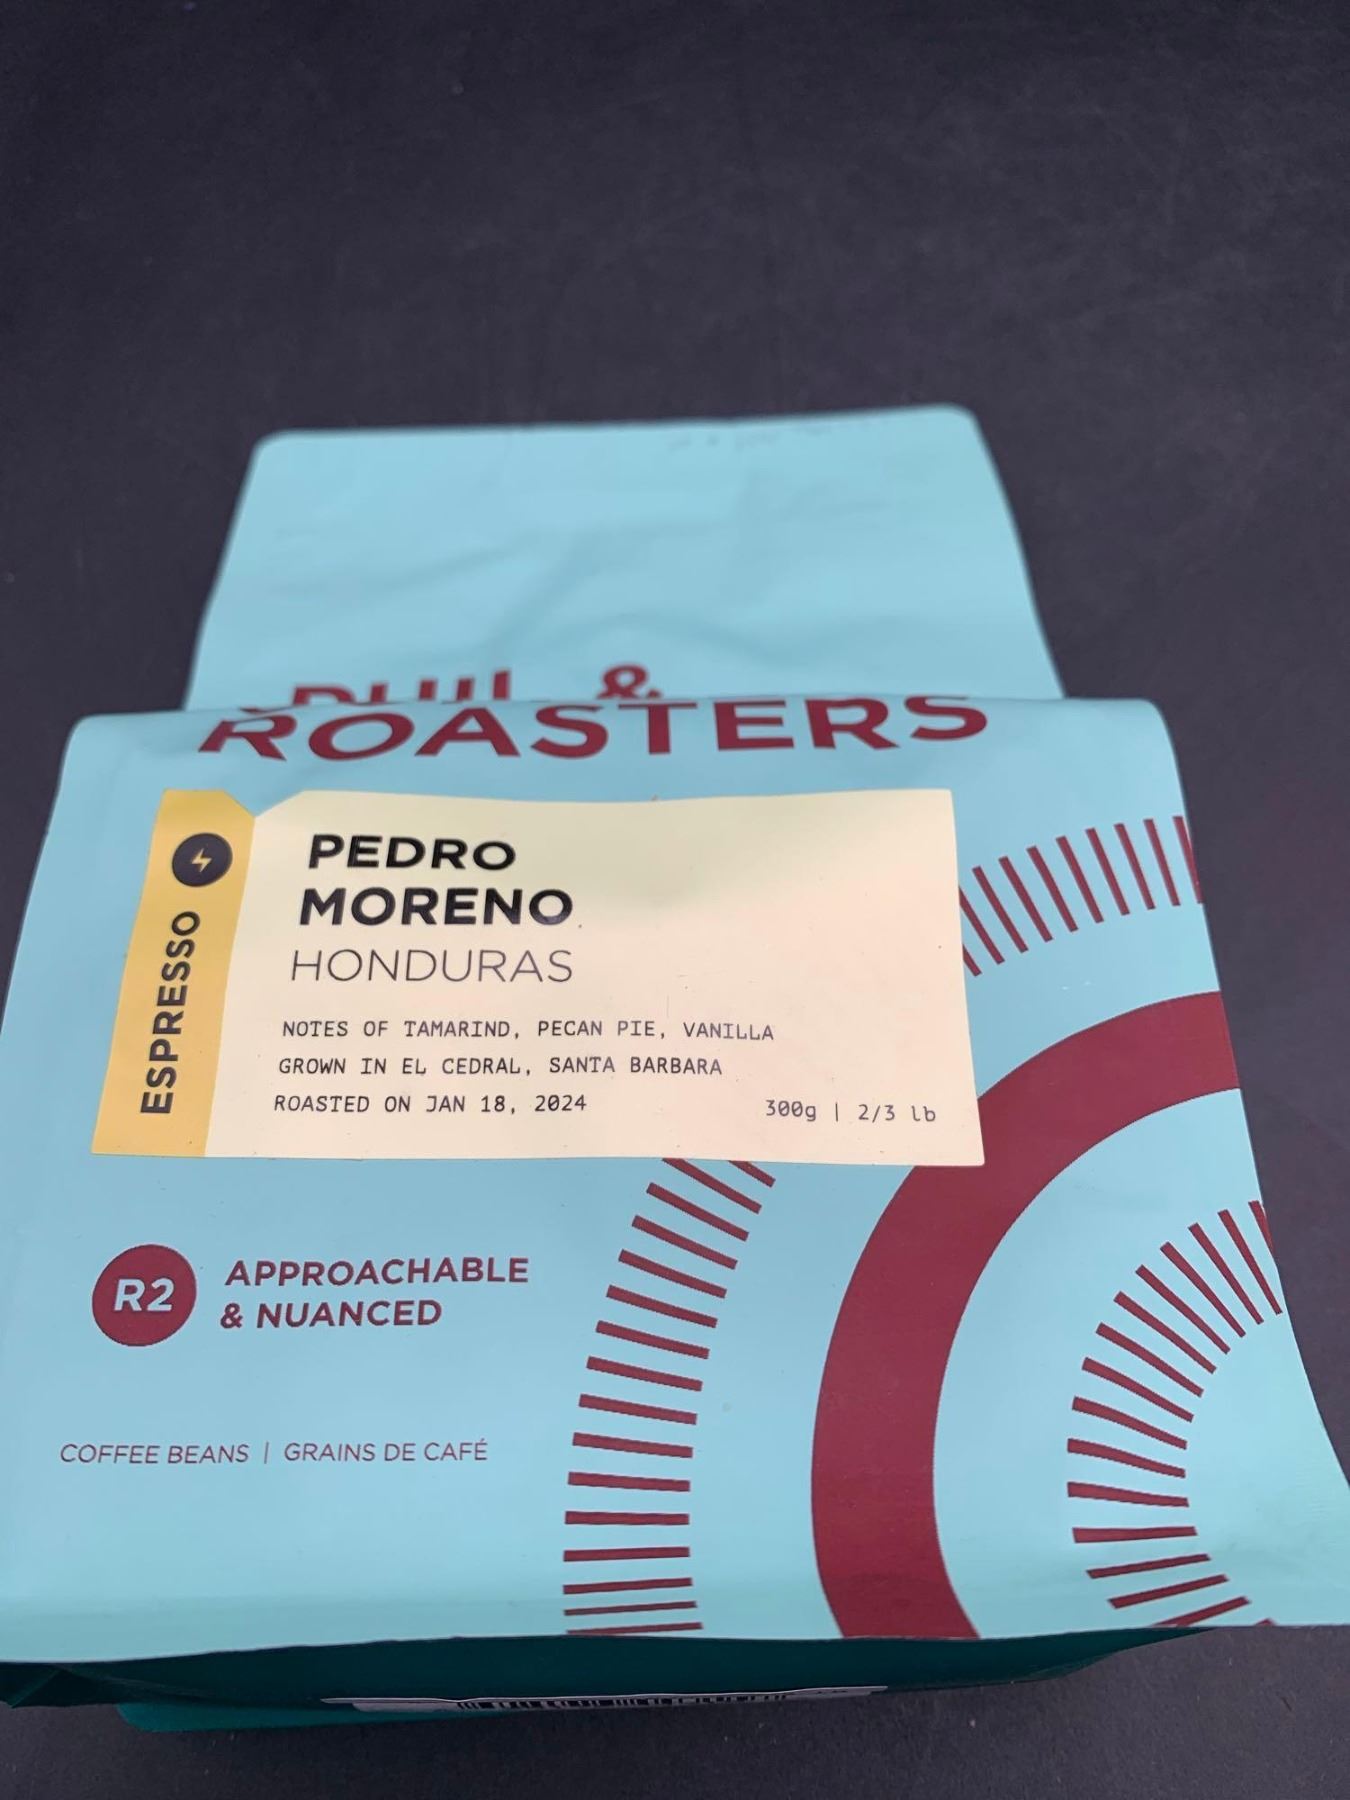 &
ROASTERS
ESPRESSO
PEDRO
MORENO
HONDURAS
NOTES OF TAMARIND, PECAN PIE, VANILLA
GROWN IN EL CEDRAL, SANTA BARBARA
ROASTED ON JAN 18, 2024
300g | 2/3 lb
R2
APPROACHABLE
& NUANCED
COFFEE BEANS | GRAINS DE CAFÉ